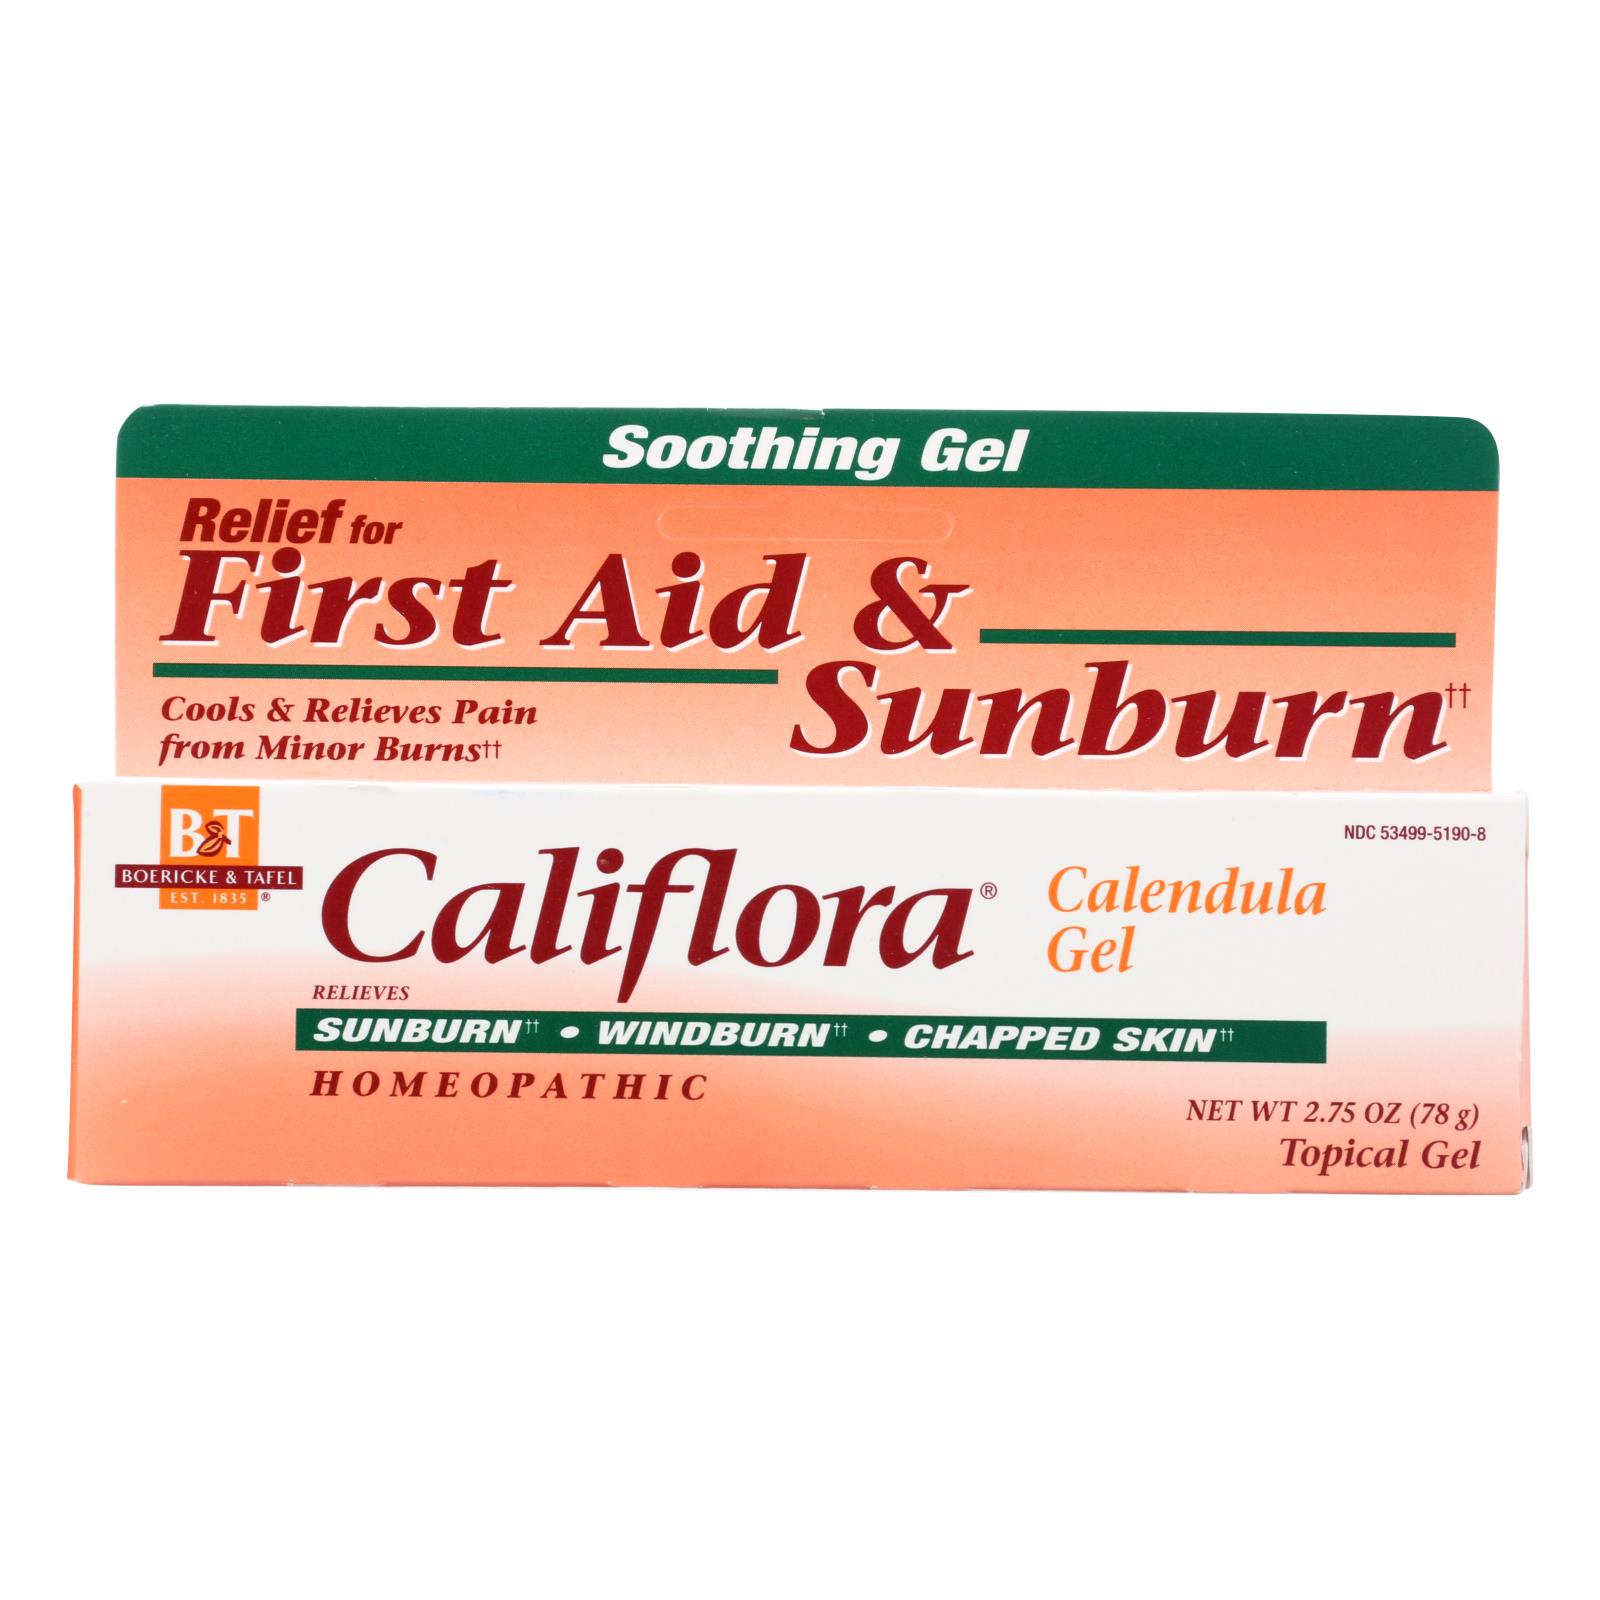 Soothing Gel
Relief for
First Aid &
Sunburn††
Cools & Relieves Pain
from Minor Burns††
B&T
BOERICKE & TAFEL
EST. 1835 ®
Califlora®
Calendula
Gel
NDC 53499-5190-8
RELIEVES
SUNBURN†† • WINDBURN†† • CHAPPED SKIN††
HOMEOPATHIC
NET WT 2.75 OZ (78 g)
Topical Gel